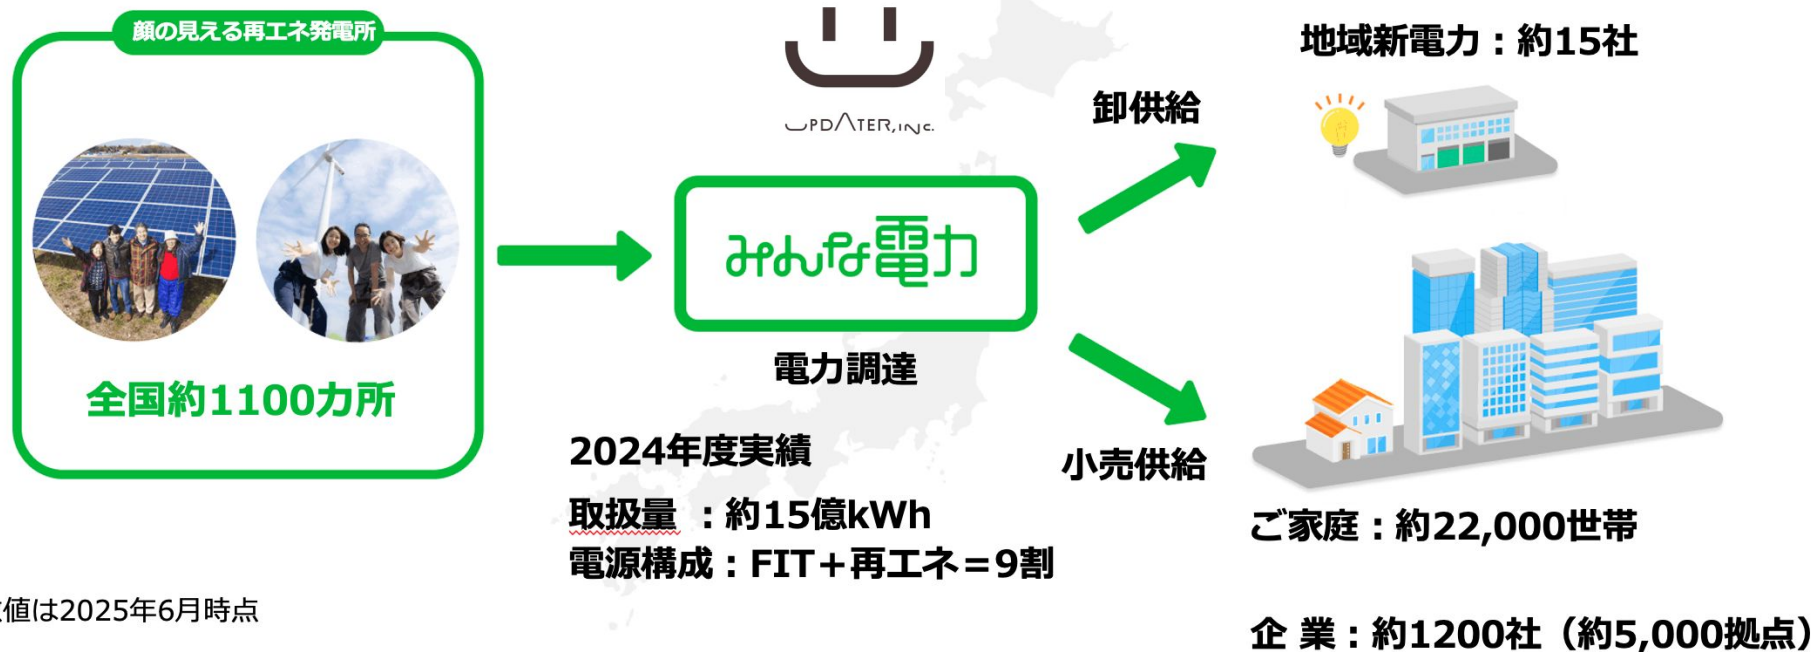 顔の見える再エネ発電所
全国約1100カ所
UPDATER, INC.
みんな電力
電力調達
2024年度実績
取扱量 ：約15億kWh
電源構成：FIT＋再エネ＝9割
卸供給
小売供給
地域新電力：約15社
ご家庭：約22,000世帯
企 業：約1200社（約5,000拠点）
値は2025年6月時点